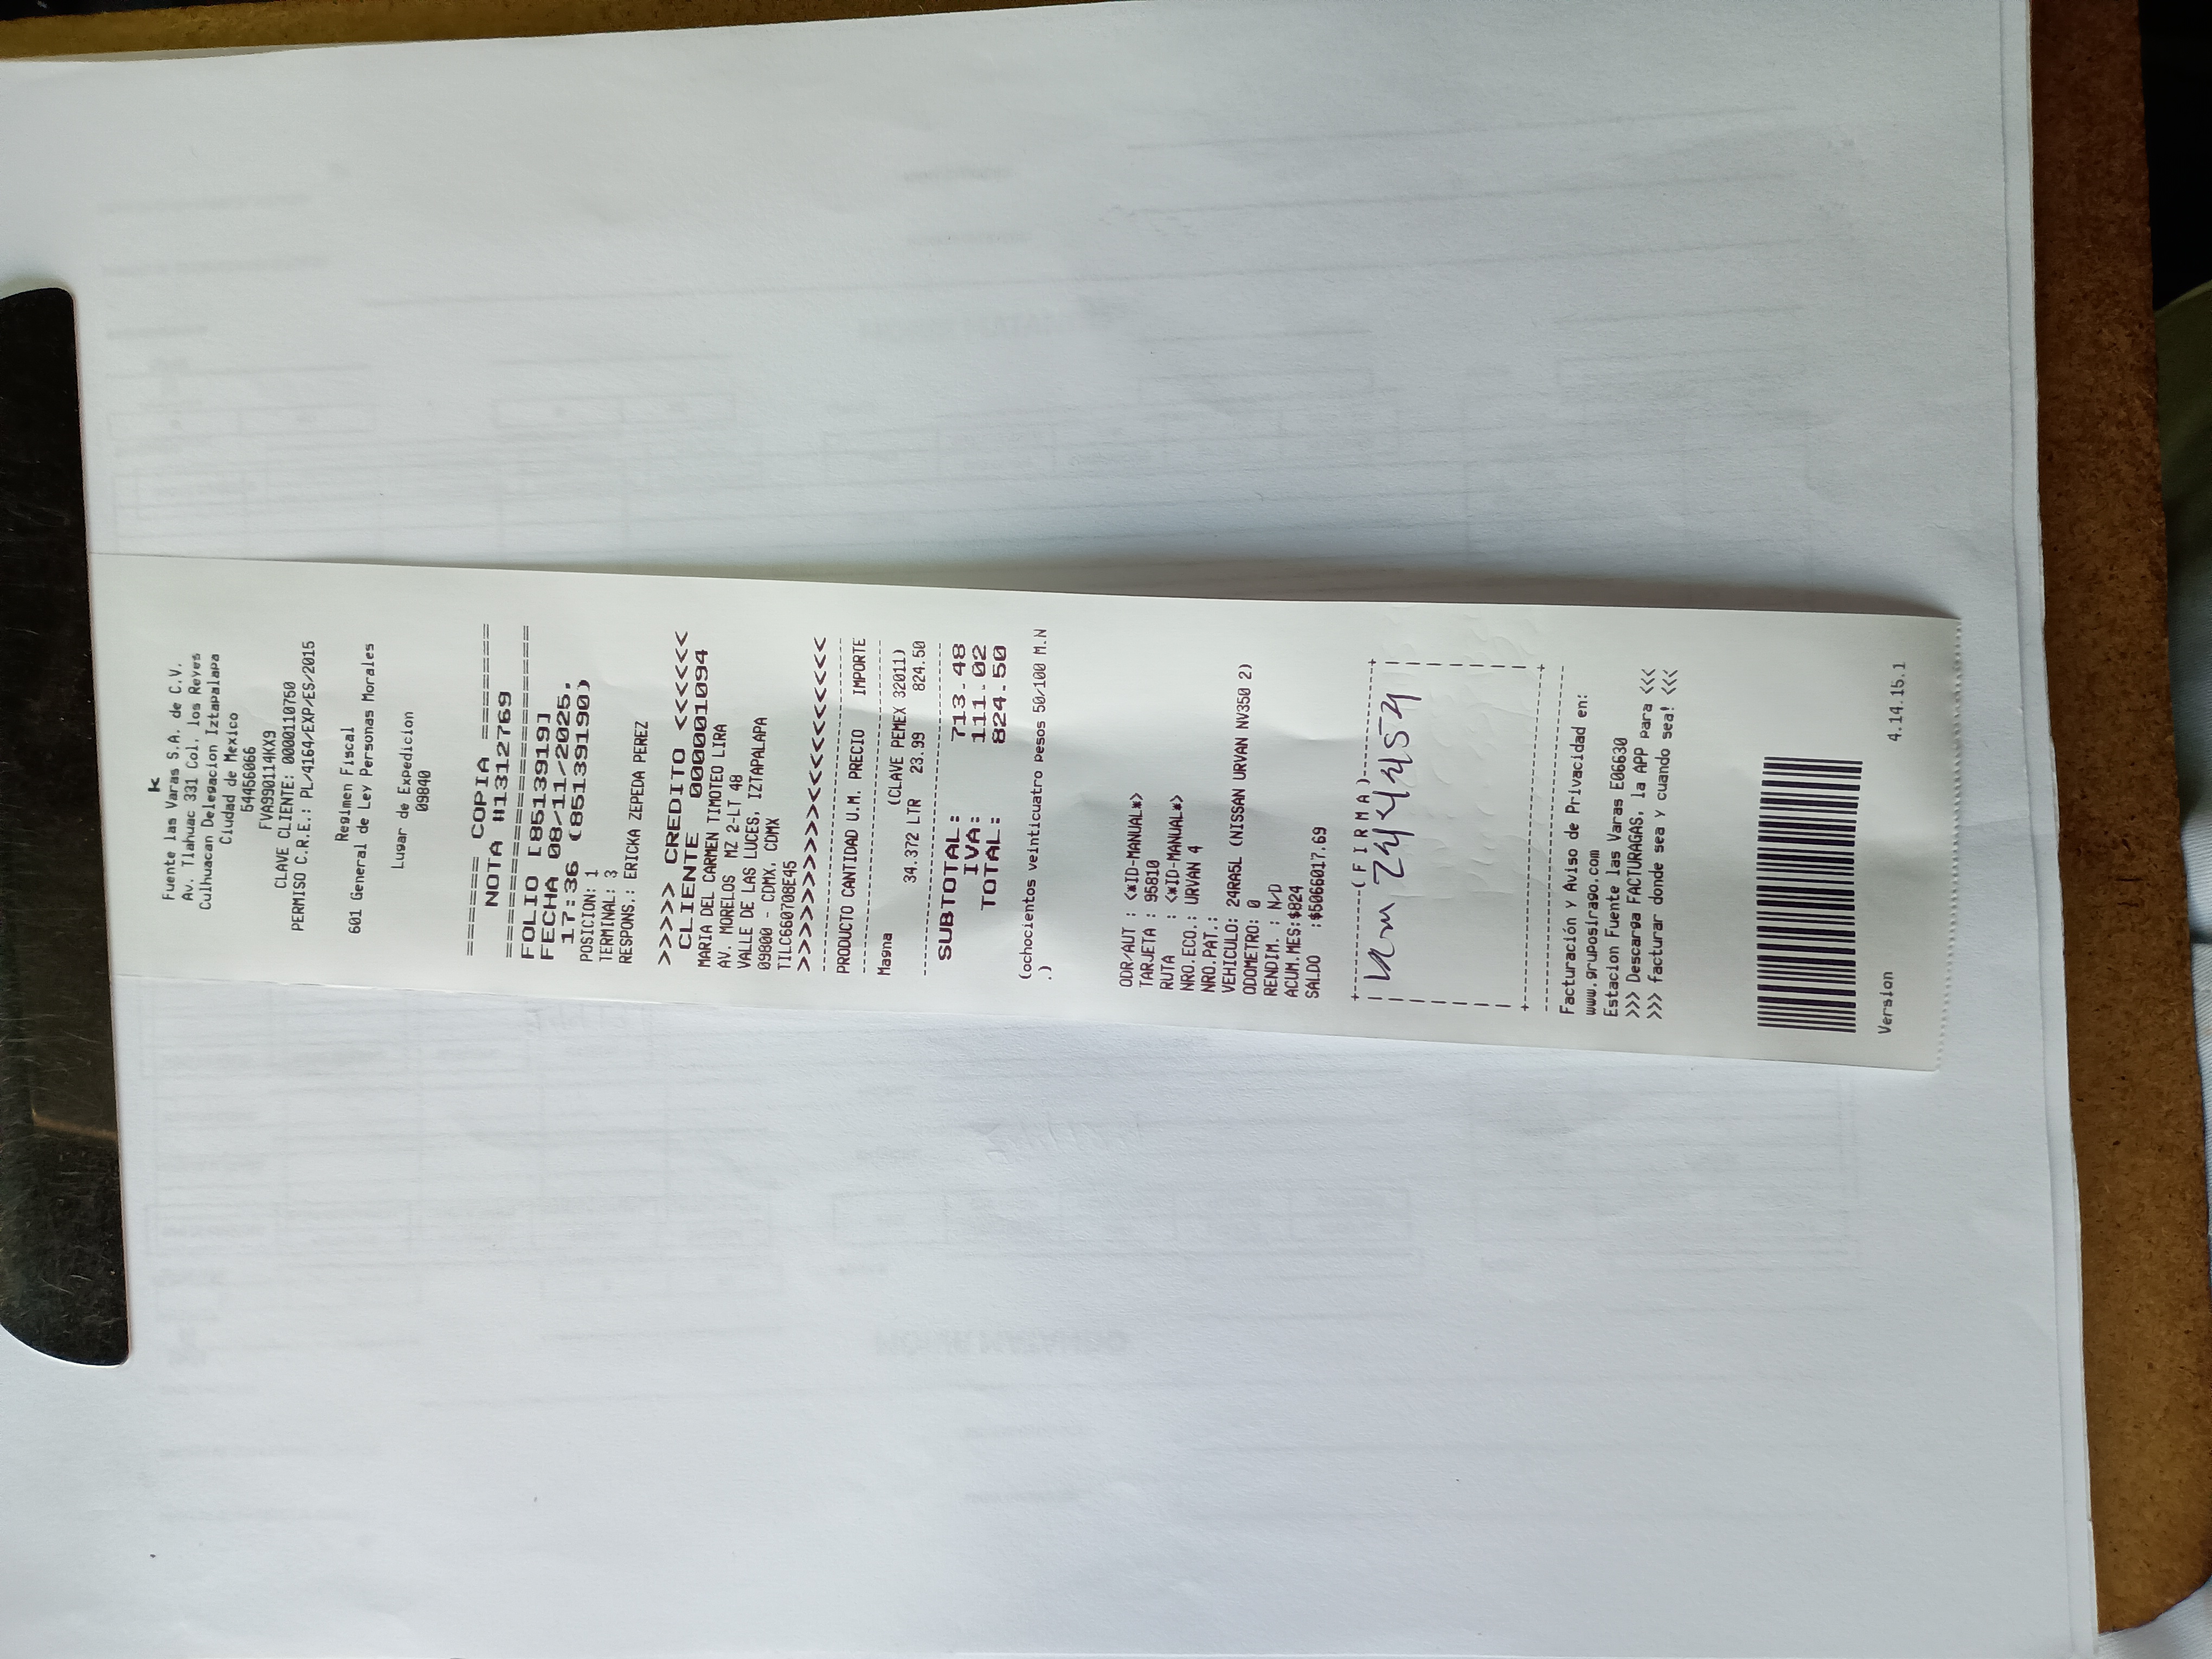 k
Fuente las Varas S.A. de C.V.
Av. Tlahuac 331 Col. los Reyes
Culhuacan Delegacion Iztapalapa
Ciudad de Mexico
54456066
FVA990114KX9
CLAVE CLIENTE: 0000110750
PERMISO C.R.E.: PL/4164/EXP/ES/2015
Regimen Fiscal
601 General de Ley Personas Morales
Lugar de Expedicion
09840
====== COPIA ======
NOTA #1312769
===================
FOLIO [8513919]
FECHA 08/11/2025,
17:36 (85139190)
POSICION: 1
TERMINAL: 3
RESPONS.: ERICKA ZEPEDA PEREZ
>>>>> CREDITO <<<<<<
CLIENTE 0000001094
MARIA DEL CARMEN TIMOTEO LIRA
AV. MORELOS MZ 2-LT 48
VALLE DE LAS LUCES, IZTAPALAPA
09800 - CDMX, CDMX
TILC660708E45
>>>>>>>>>><<<<<<<<<<
PRODUCTO CANTIDAD U.M. PRECIO IMPORTE
Magna (CLAVE PEMEX 32011)
34.372 LTR 23.99 824.50
SUBTOTAL: 713.48
IVA: 111.02
TOTAL: 824.50
(ochocientos veinticuatro pesos 50/100 M.N
.)
ODR/AUT : <*ID-MANUAL*>
TARJETA : 95810
RUTA : <*ID-MANUAL*>
NRO.ECO.: URVAN 4
NRO.PAT.:
VEHICULO: 24RA5L (NISSAN URVAN NV350 2)
ODOMETRO: 0
RENDIM. : N/D
ACUM.MES:$824
SALDO :$5066017.69
(F I R M A)
Facturación y Aviso de Privacidad en:
www.gruposirago.com
Estacion Fuente las Varas E06630
>>> Descarga FACTURAGAS, la APP para <<<
>>> facturar donde sea y cuando sea! <<<
Version 4.14.15.1